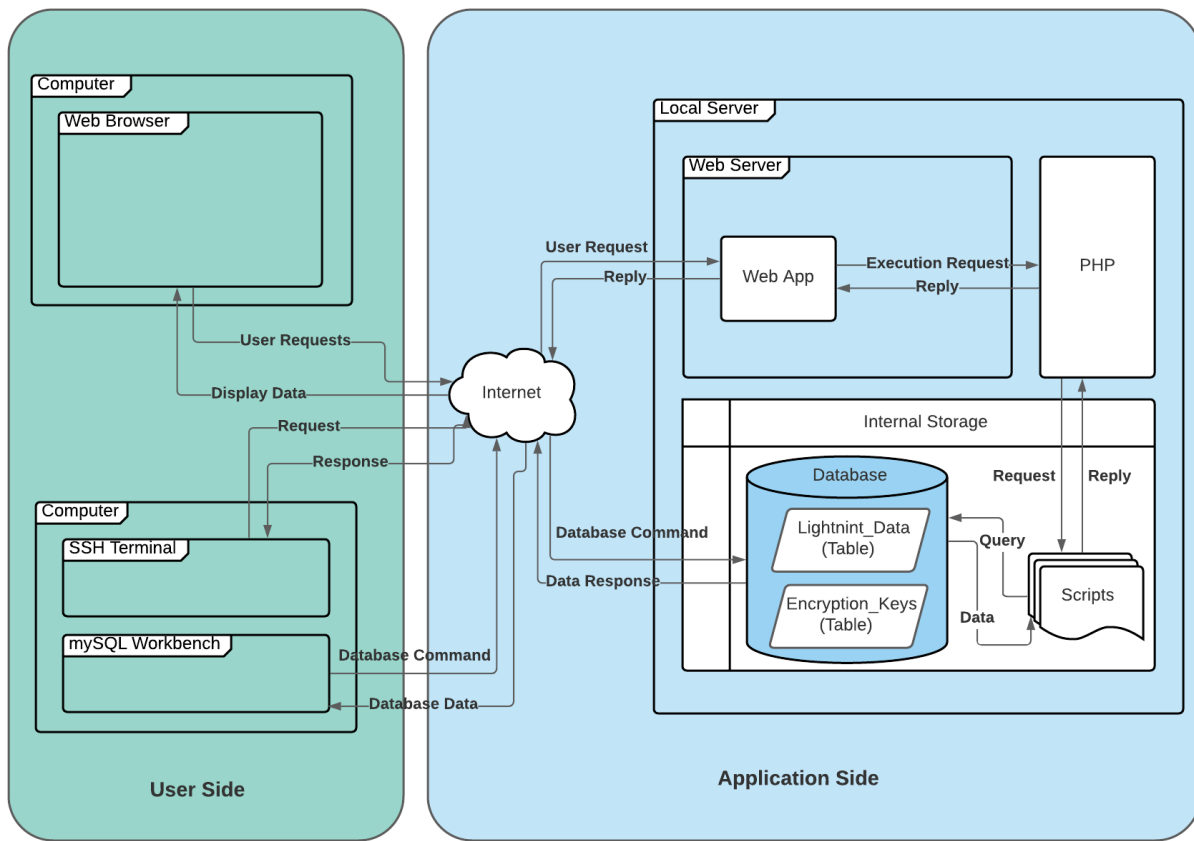 Computer
Web Browser
User Requests
Display Data
Request
Response
Computer
SSH Terminal
mySQL Workbench
Database Command
Database Data
User Side
Internet
Local Server
Web Server
User Request
Reply
Web App
Execution Request
Reply
PHP
Internal Storage
Request
Reply
Database
Lightnint_Data
(Table)
Encryption_Keys
(Table)
Database Command
Data Response
Query
Data
Scripts
Application Side